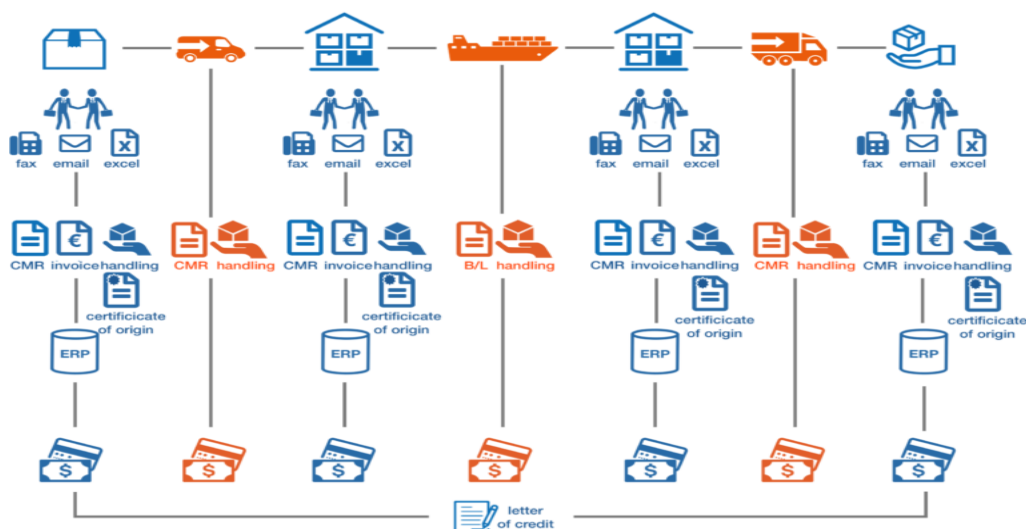 fax email excel
fax email excel
fax email excel
fax email excel
€
€
€
€
CMR invoice handling
CMR handling
CMR invoice handling
B/L handling
CMR invoice handling
CMR handling
CMR invoice handling
certificicate
of origin
certificicate
of origin
certificicate
of origin
certificicate
of origin
ERP
ERP
ERP
ERP
$
$
$
$
$
$
$
letter
of credit